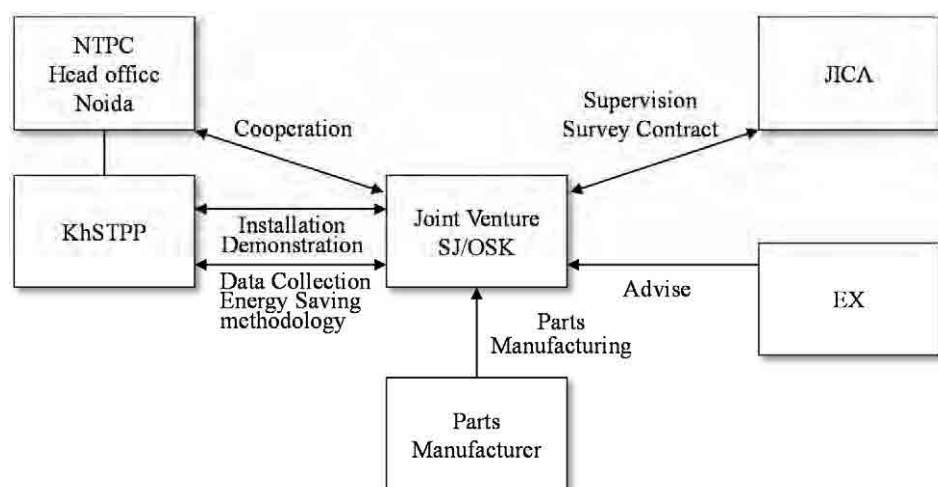 NTPC
Head office
Noida
JICA
Cooperation
Supervision
Survey Contract
KhSTPP
Installation
Demonstration
Joint Venture
SJ/OSK
Data Collection
Energy Saving
methodology
Advise
EX
Parts
Manufacturing
Parts
Manufacturer